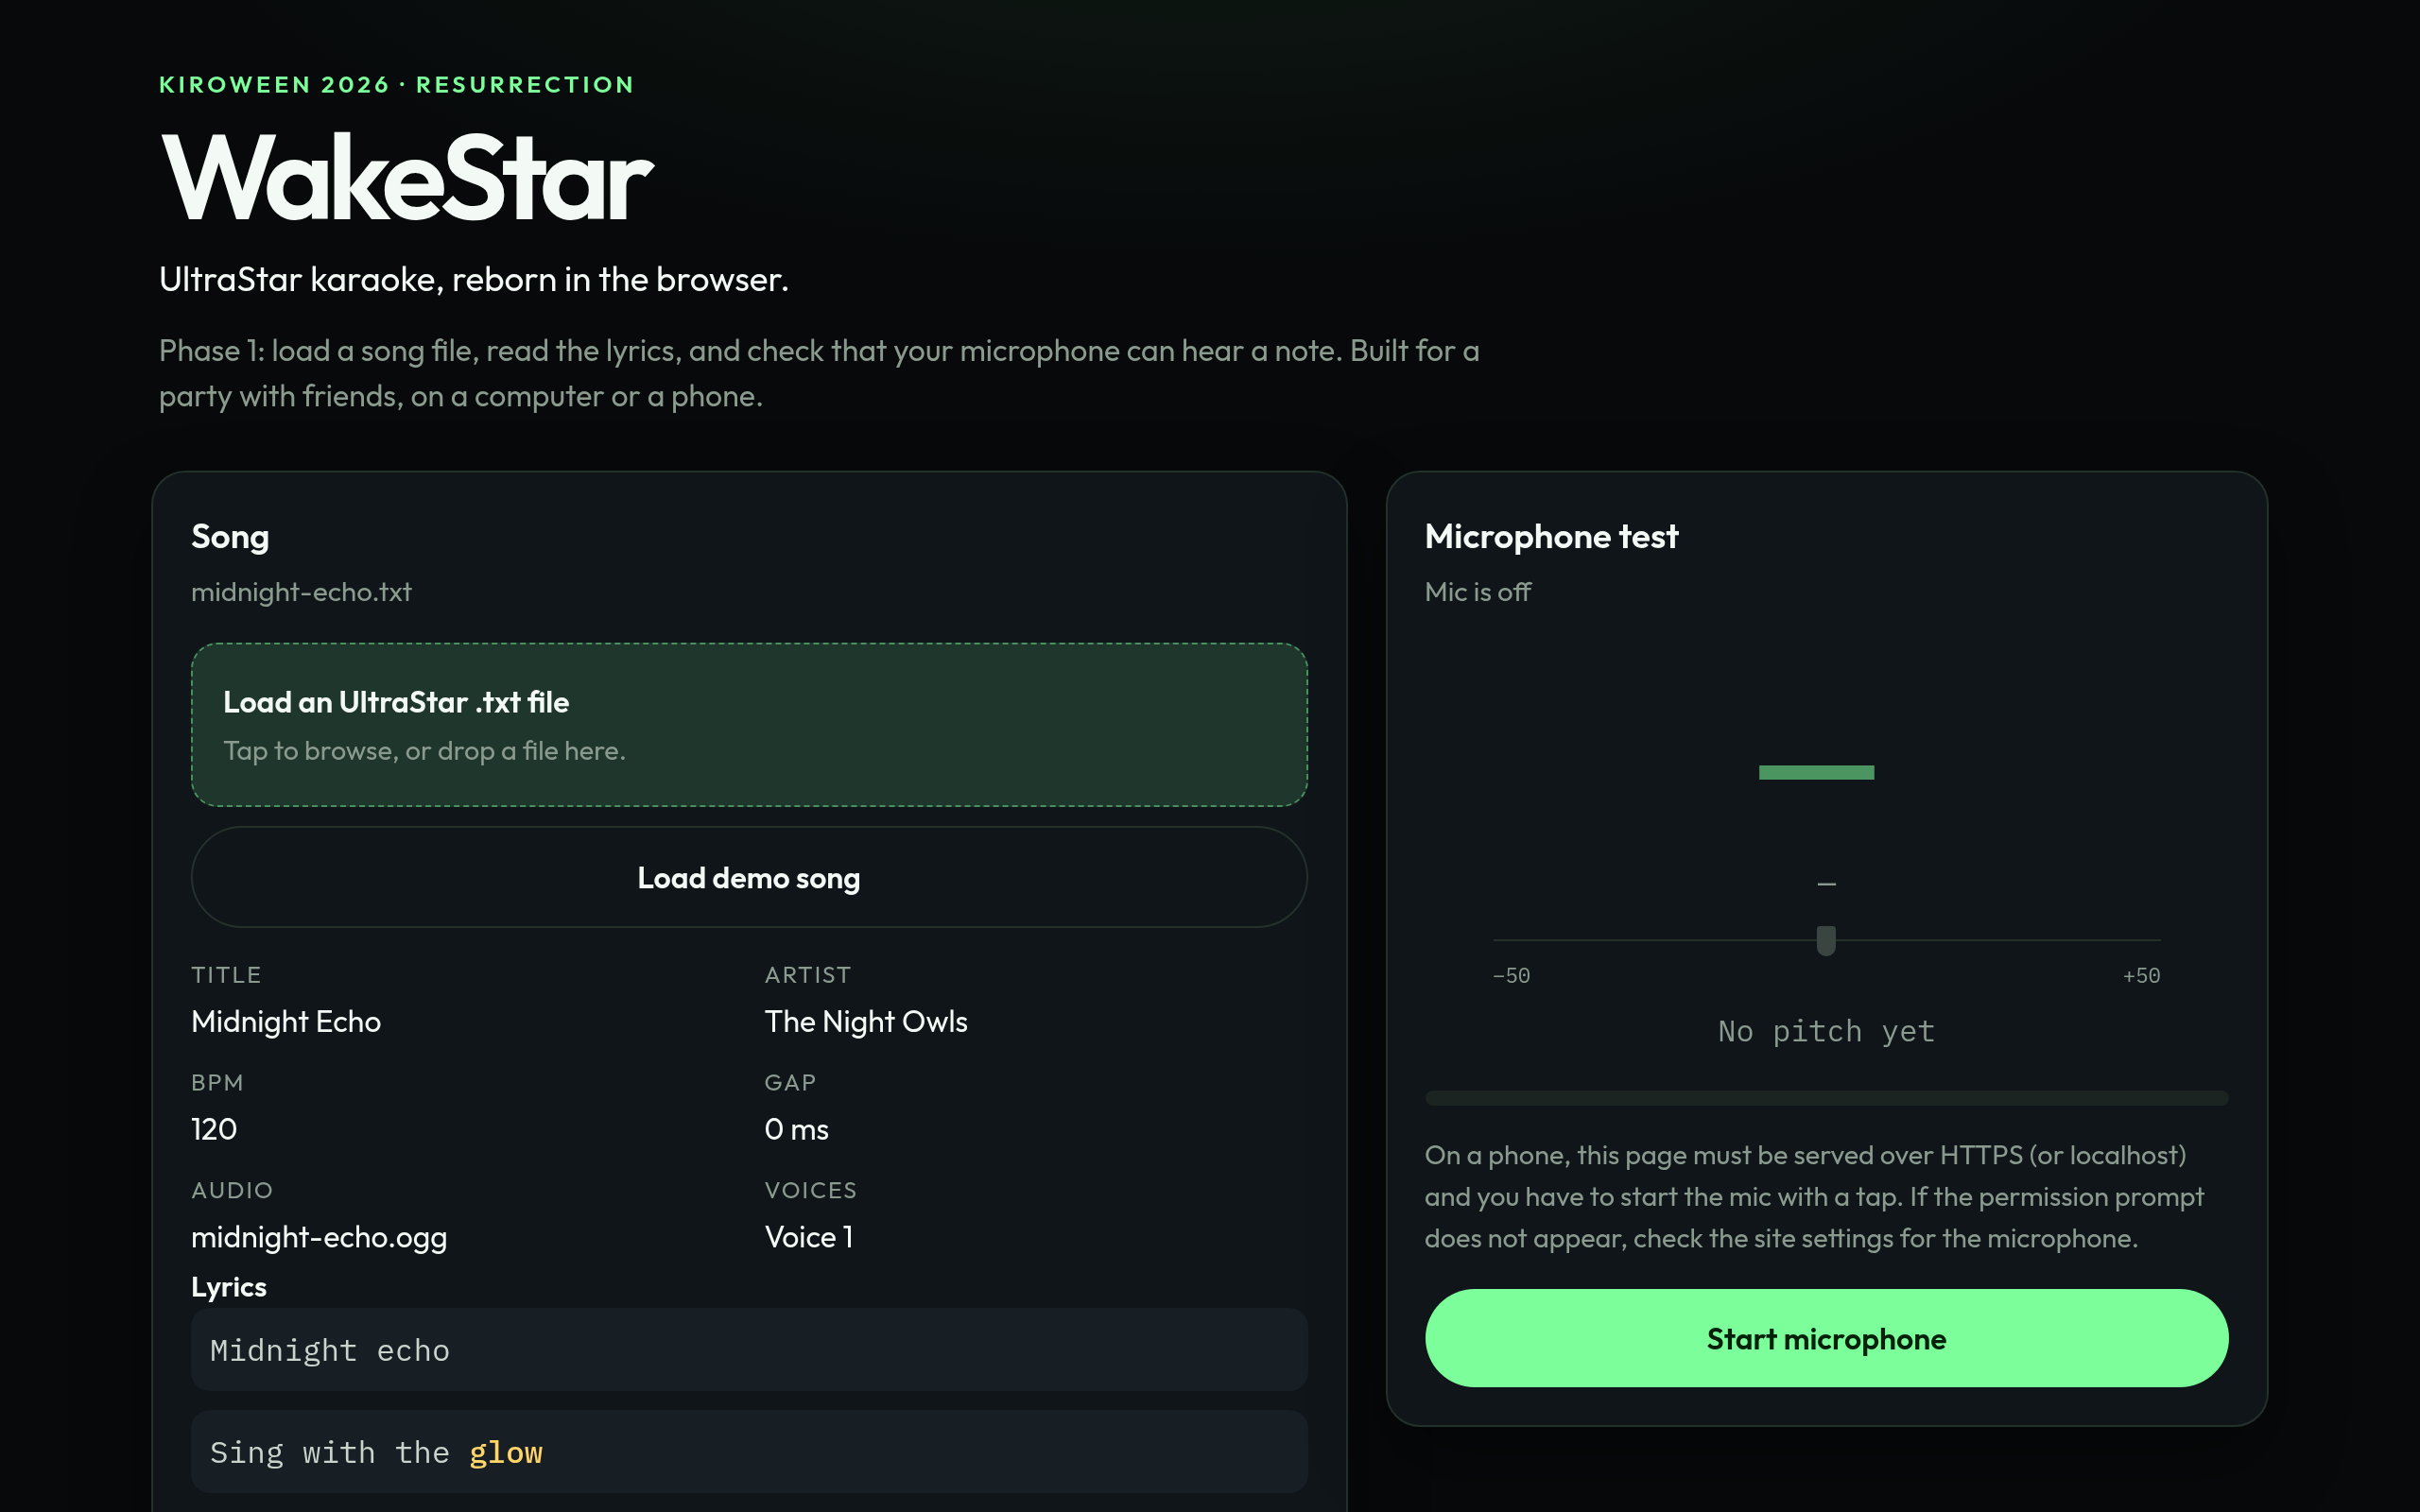 KIROWEEN 2026 · RESURRECTION
WakeStar
UltraStar karaoke, reborn in the browser.
Phase 1: load a song file, read the lyrics, and check that your microphone can hear a note. Built for a
party with friends, on a computer or a phone.
Song
midnight-echo.txt
Load an UltraStar .txt file
Tap to browse, or drop a file here.
Load demo song
TITLE
Midnight Echo
ARTIST
The Night Owls
BPM
120
GAP
0 ms
AUDIO
midnight-echo.ogg
VOICES
Voice 1
Lyrics
Midnight echo
Sing with the glow
Microphone test
Mic is off
—
–
−50
+50
No pitch yet
On a phone, this page must be served over HTTPS (or localhost)
and you have to start the mic with a tap. If the permission prompt
does not appear, check the site settings for the microphone.
Start microphone